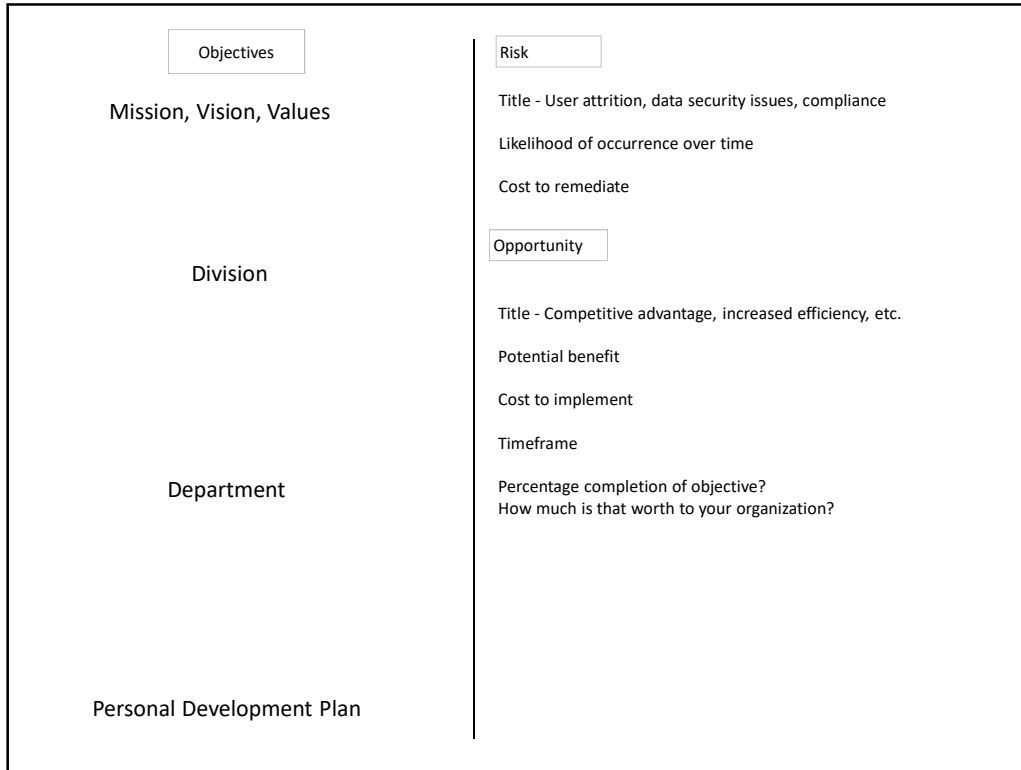 Objectives
Mission, Vision, Values
Division
Department
Personal Development Plan
Risk
Title - User attrition, data security issues, compliance
Likelihood of occurrence over time
Cost to remediate
Opportunity
Title - Competitive advantage, increased efficiency, etc.
Potential benefit
Cost to implement
Timeframe
Percentage completion of objective?
How much is that worth to your organization?